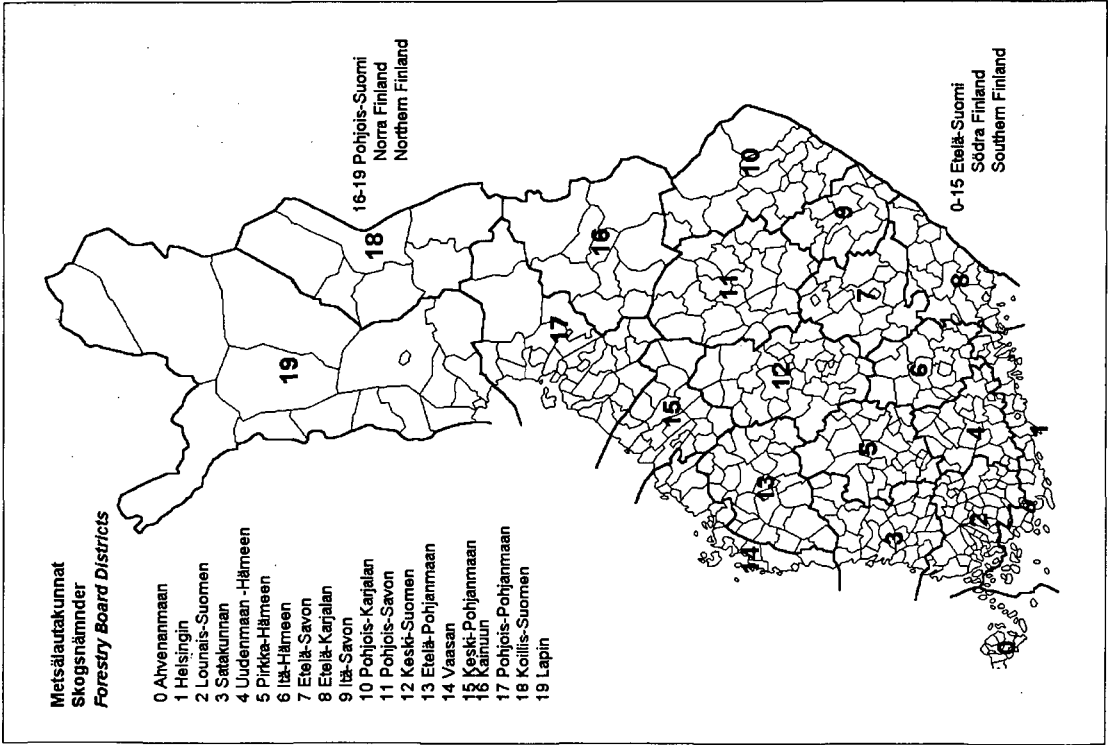 Metsälautakunnat
Skogsnämnder
Forestry Board Districts
0 Ahvenanmaan
1 Helsingin
2 Lounais-Suomen
3 Satakunnan
4 Uudenmaan -Hämeen
5 Pirkka-Hämeen
6 Itä-Hämeen
7 Etelä-Savon
8 Etelä-Karjalan
9 Itä-Savon
10 Pohjois-Karjalan
11 Pohjois-Savon
12 Keski-Suomen
13 Etelä-Pohjanmaan
14 Vaasan
15 Keski-Pohjanmaan
16 Kainuun
17 Pohjois-Pohjanmaan
18 Koillis-Suomen
19 Lapin
16-19 Pohjois-Suomi
Norra Finland
Northern Finland
0-15 Etelä-Suomi
Södra Finland
Southern Finland
19
18
17
16
15
14
13
12
11
10
9
8
7
6
5
4
3
2
1
1
0